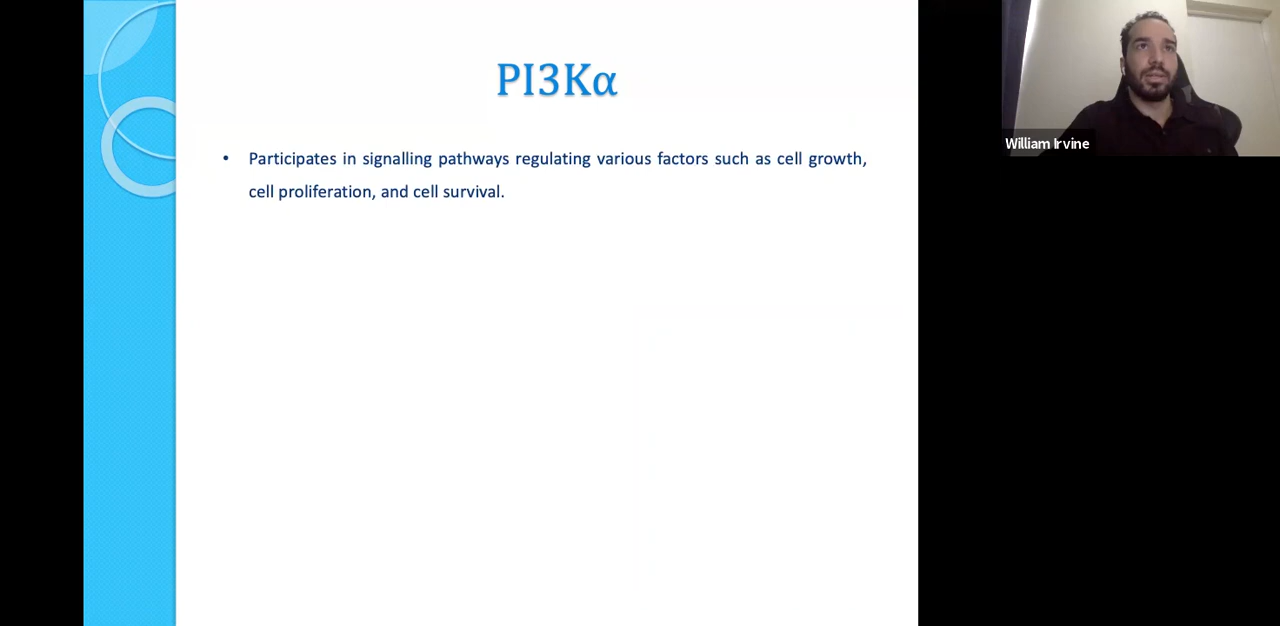 PI3Kα
• Participates in signalling pathways regulating various factors such as cell growth,
cell proliferation, and cell survival.
William Irvine